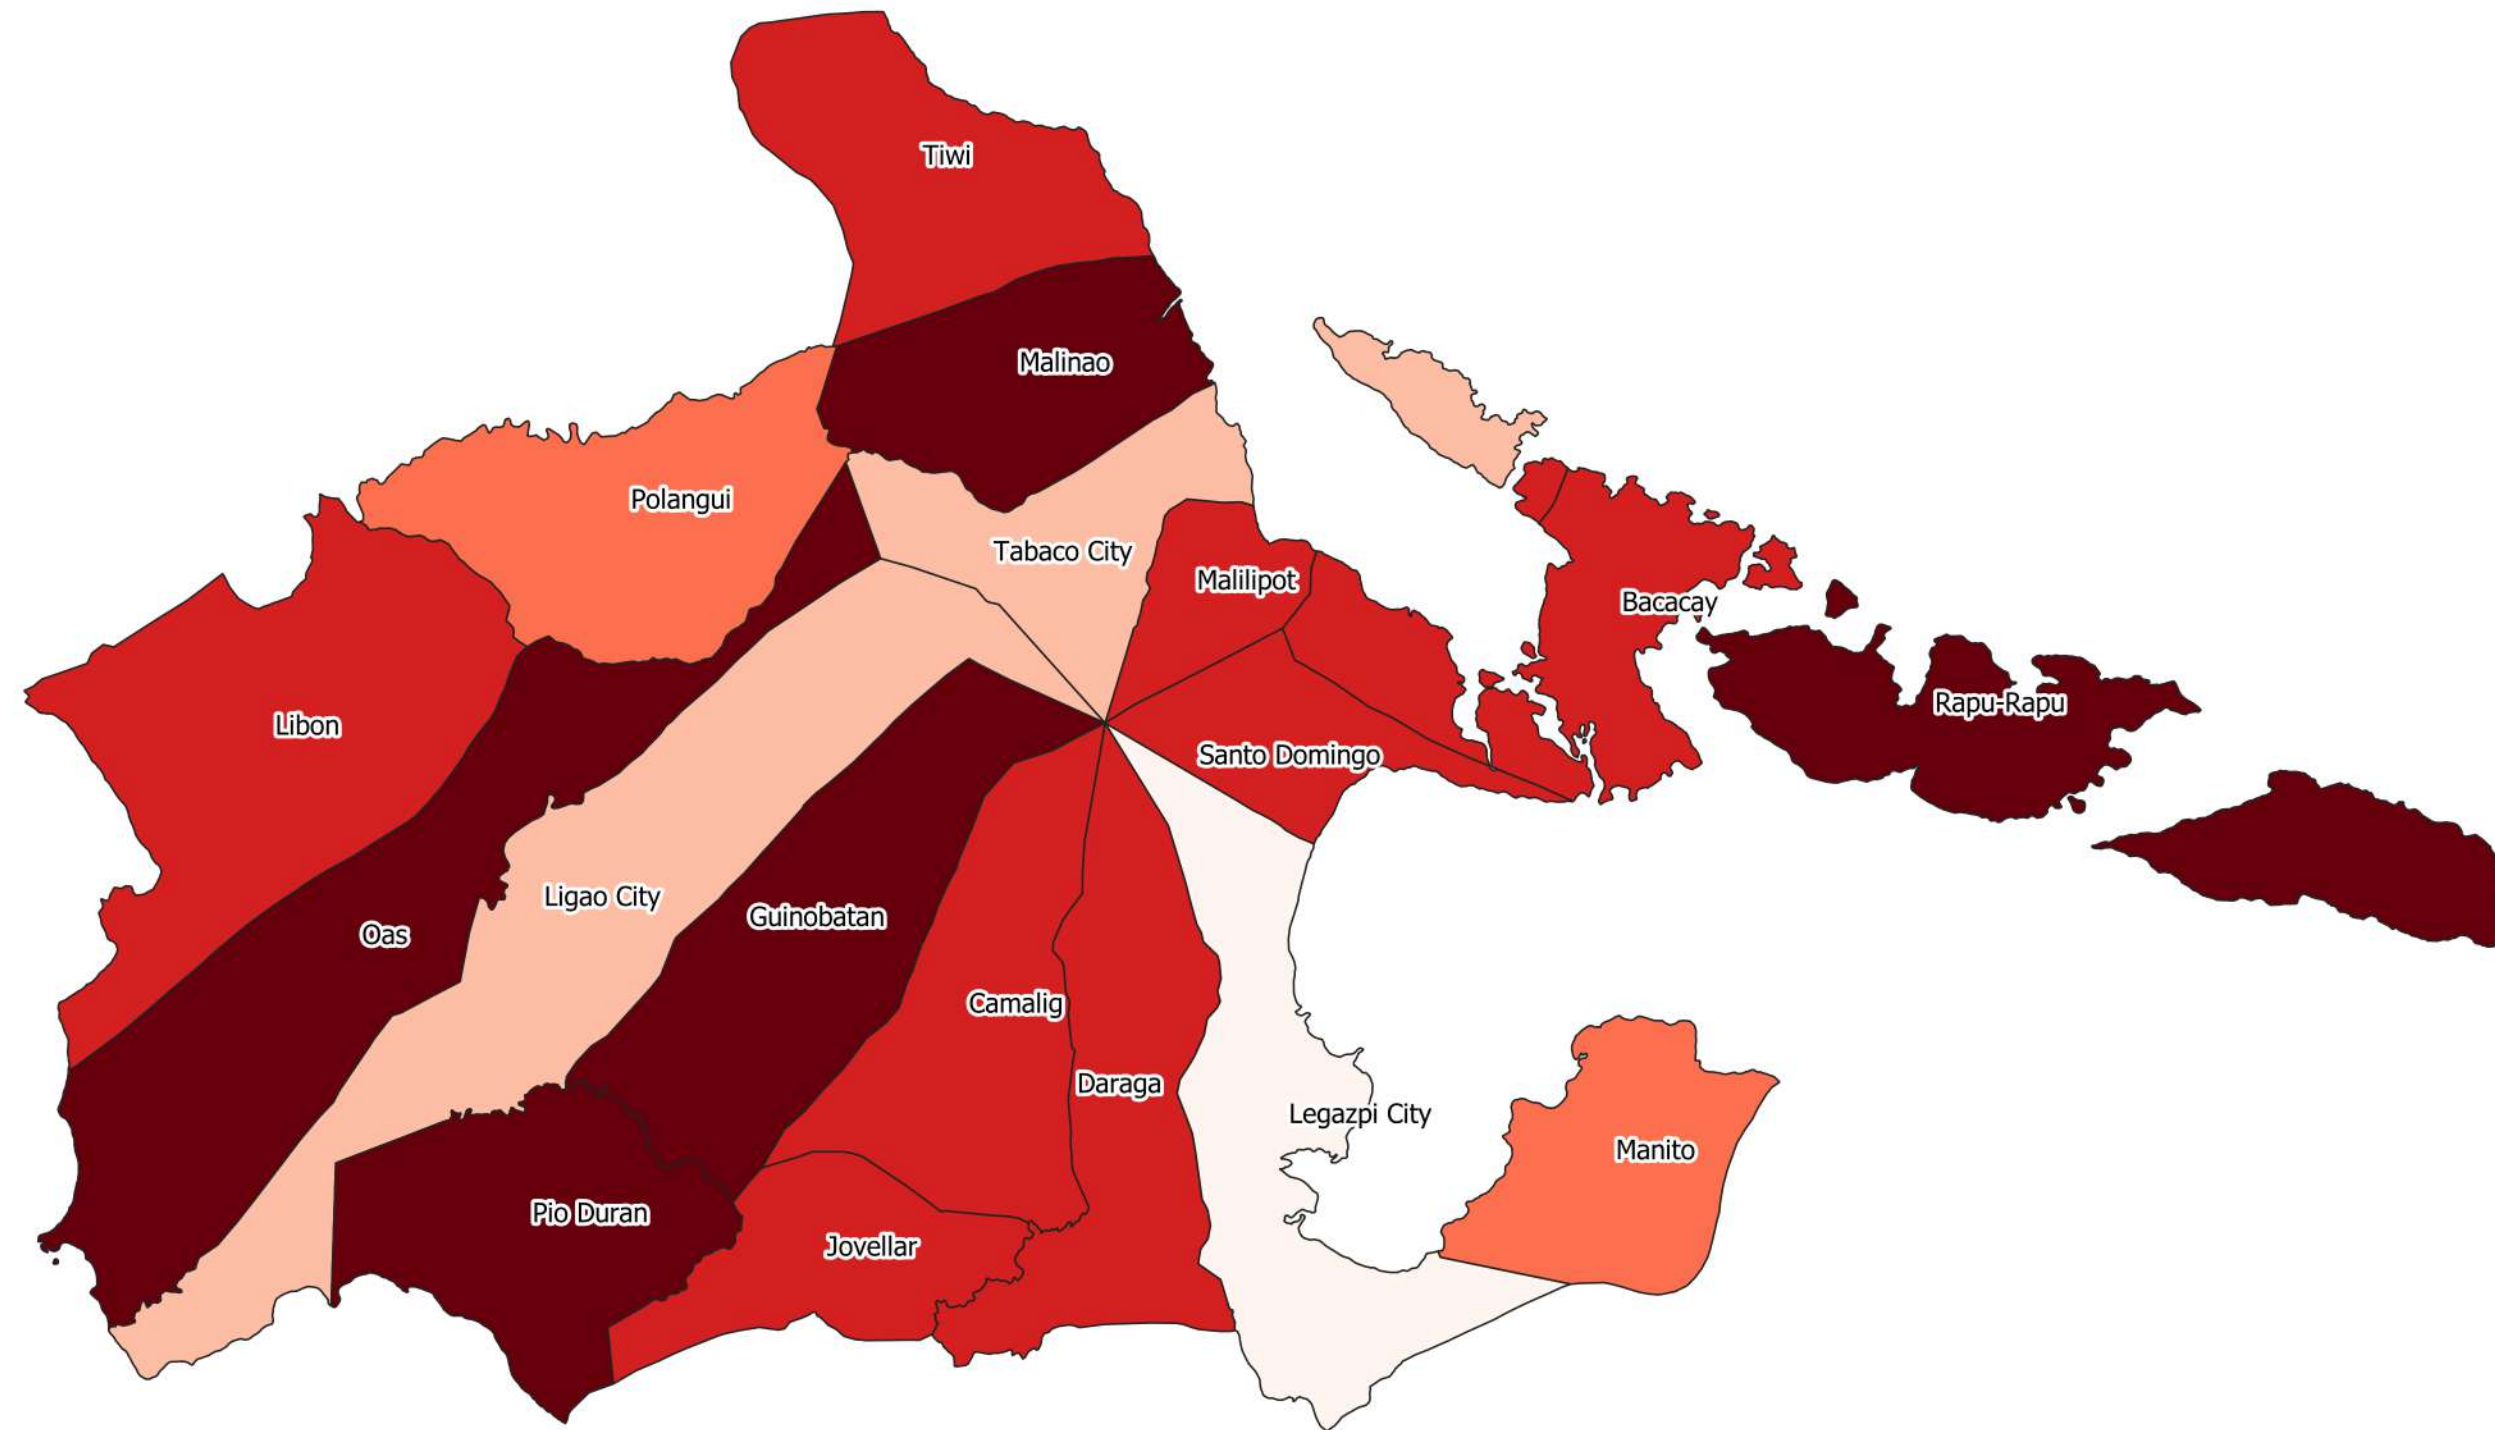 Tiwi
Malinao
Polangui
Tabaco City
Malilipot
Bacacay
Rapu-Rapu
Libon
Santo Domingo
Ligao City
Guinobatan
Oas
Camalig
Daraga
Legazpi City
Manito
Pio Duran
Jovellar